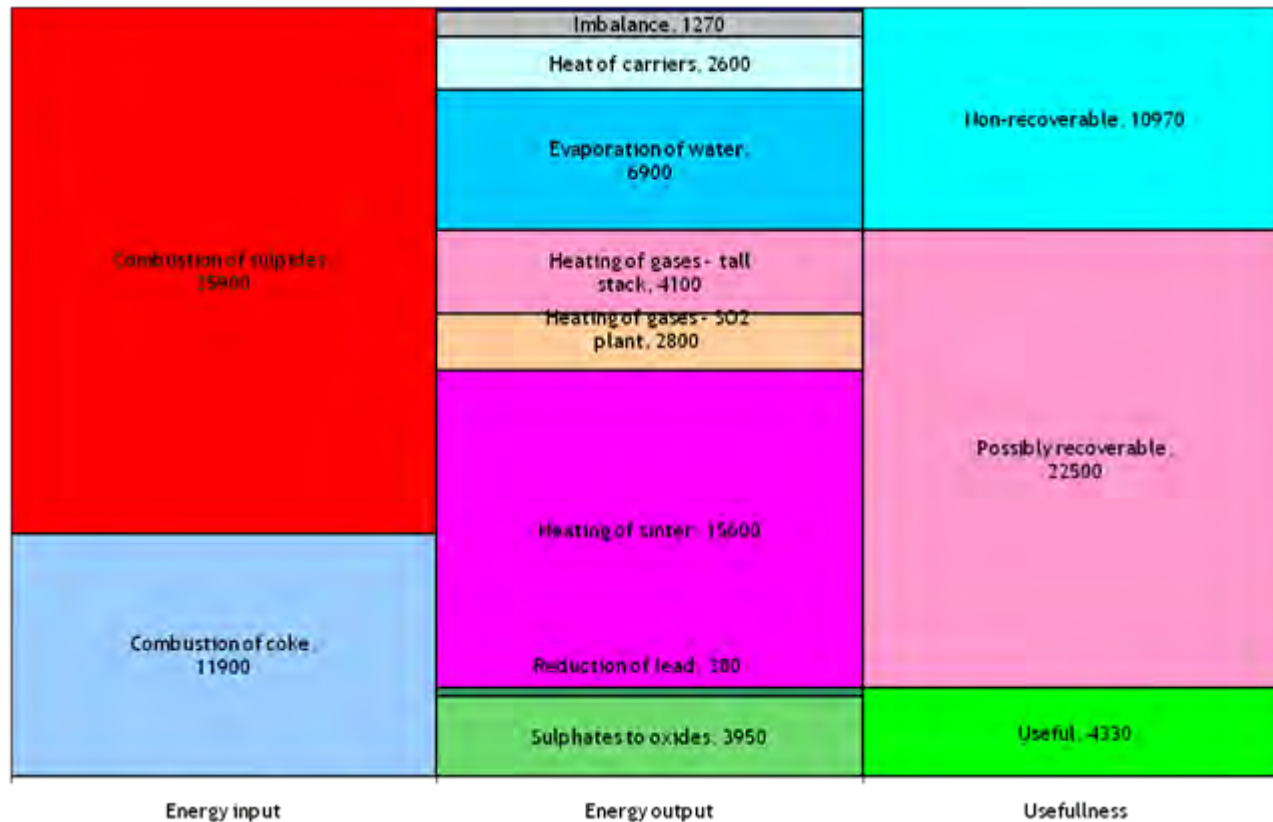 Imbalance, 1270
Heat of carriers, 2600
Evaporation of water,
6900
Non-recoverable, 10970
Combustion of sulpides,
25900
Heating of gases - tall
stack, 4100
Heating of gases - SO2
plant, 2800
Possibly recoverable,
22500
Heating of sinter- 15600
Combustion of coke,
11900
Reduction of lead, 380
Sulphates to oxides, 3950
Useful, 4330
Energy input
Energy output
Usefullness